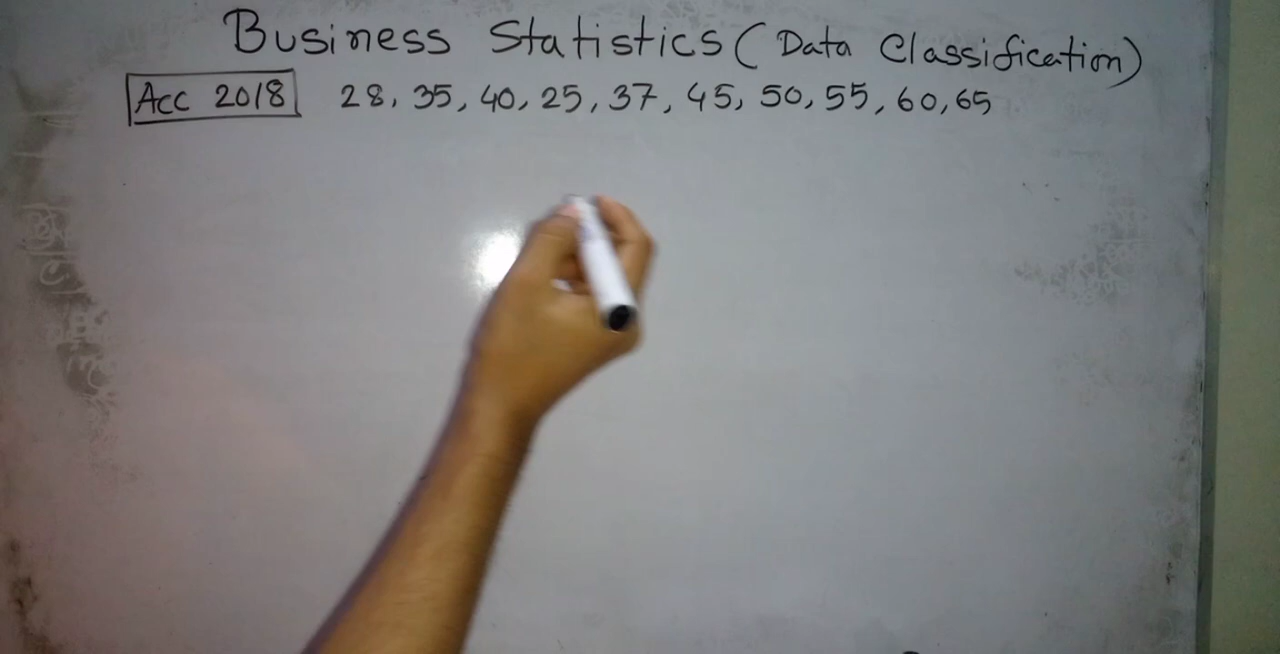 Business Statistics (Data Classification)
Acc 2018 28, 35, 40, 25, 37, 45, 50, 55, 60, 65